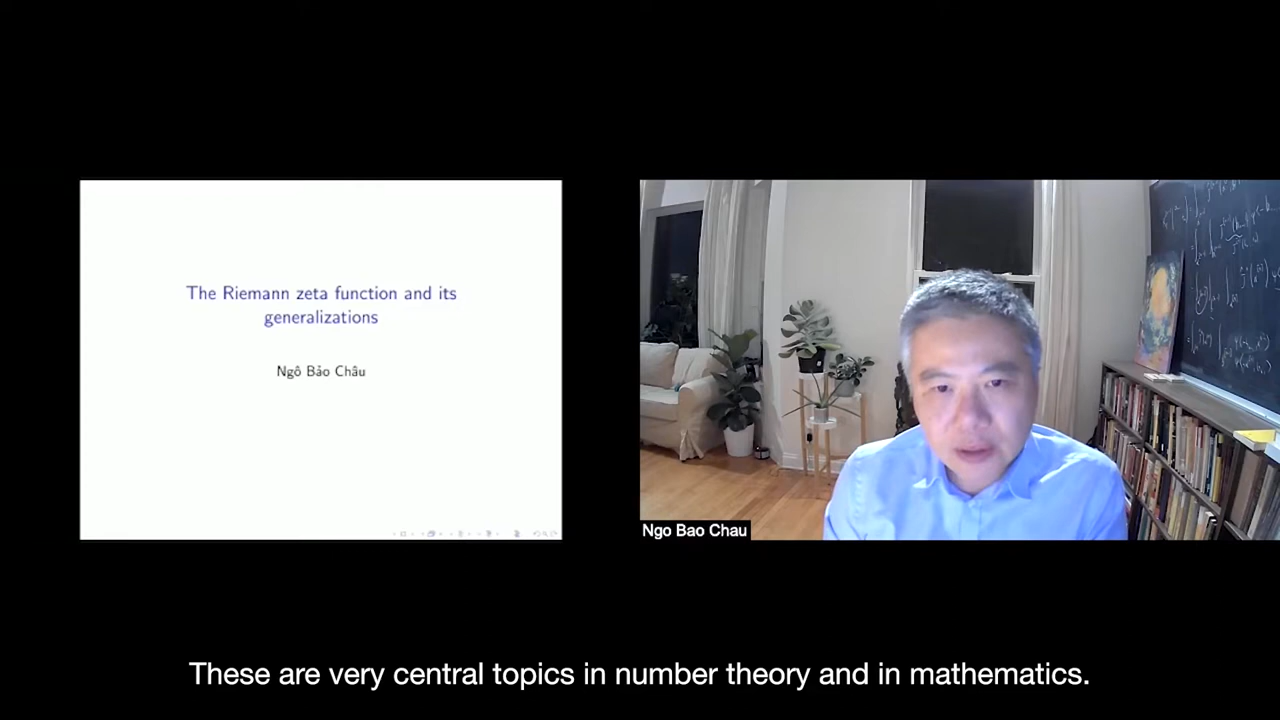 The Riemann zeta function and its
generalizations
Ngô Bảo Châu
Ngo Bao Chau
These are very central topics in number theory and in mathematics.